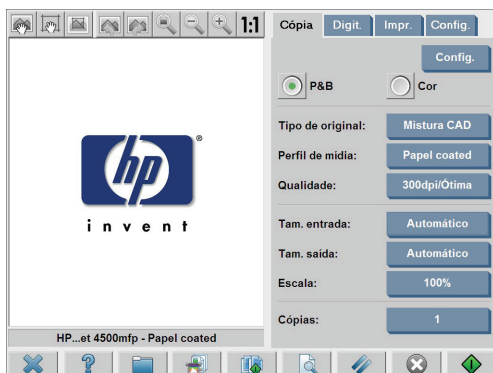 1:1
Cópia Digit. Impr. Config.
Config.
P&B Cor
Tipo de original: Mistura CAD
Perfil de mídia: Papel coated
Qualidade: 300dpi/Ótima
Tam. entrada: Automático
Tam. saída: Automático
Escala: 100%
Cópias: 1
hp®
invent
HP...et 4500mfp - Papel coated
?